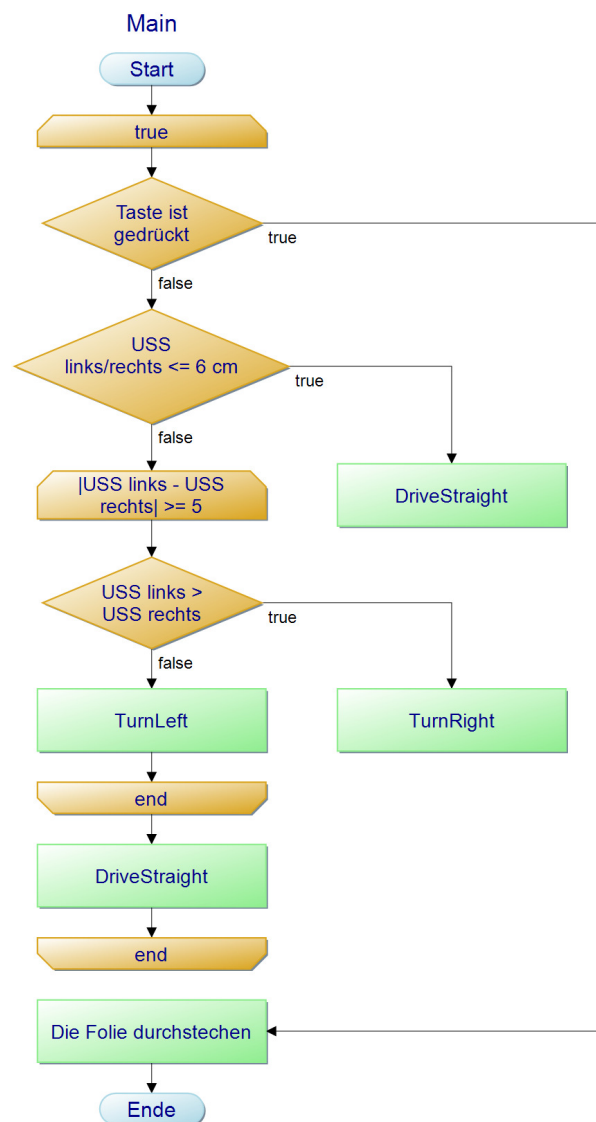 Main
Start
true
Taste ist
gedrückt
true
false
USS
links/rechts <= 6 cm
true
false
|USS links - USS
rechts| >= 5
DriveStraight
USS links >
USS rechts
true
false
TurnLeft
TurnRight
end
DriveStraight
end
Die Folie durchstechen
Ende